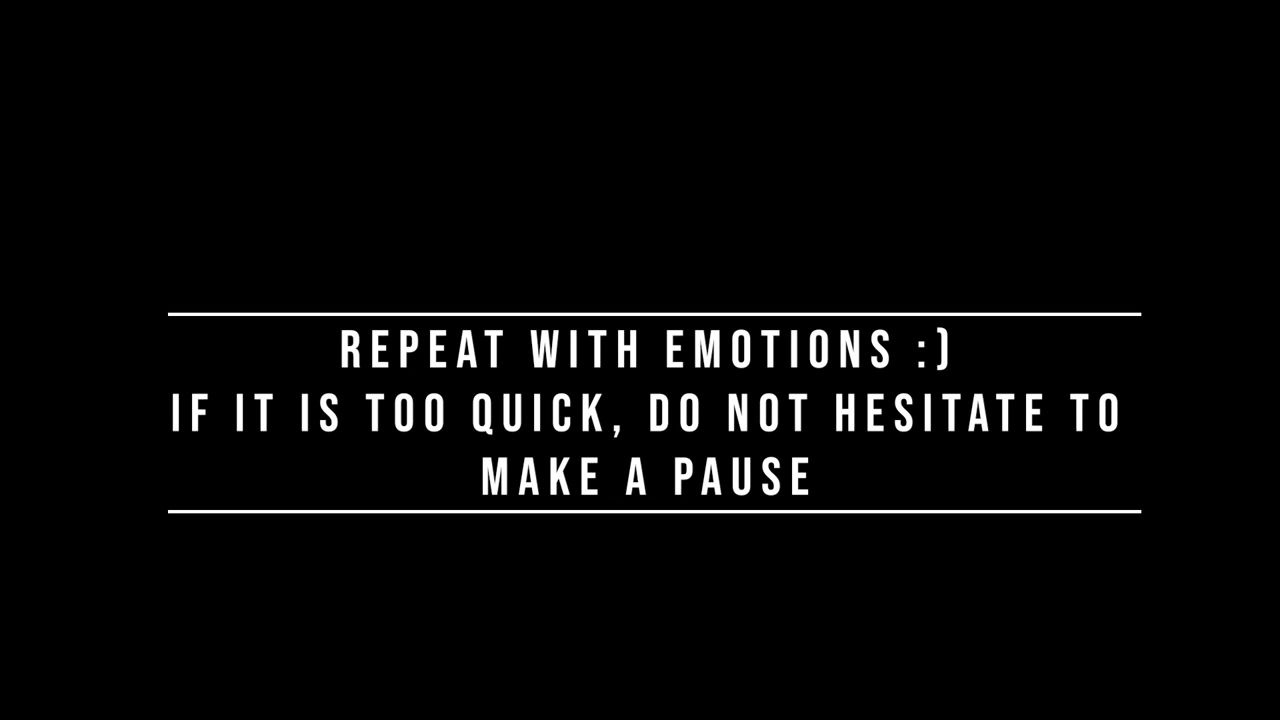 REPEAT WITH EMOTIONS :)
IF IT IS TOO QUICK, DO NOT HESITATE TO
MAKE A PAUSE